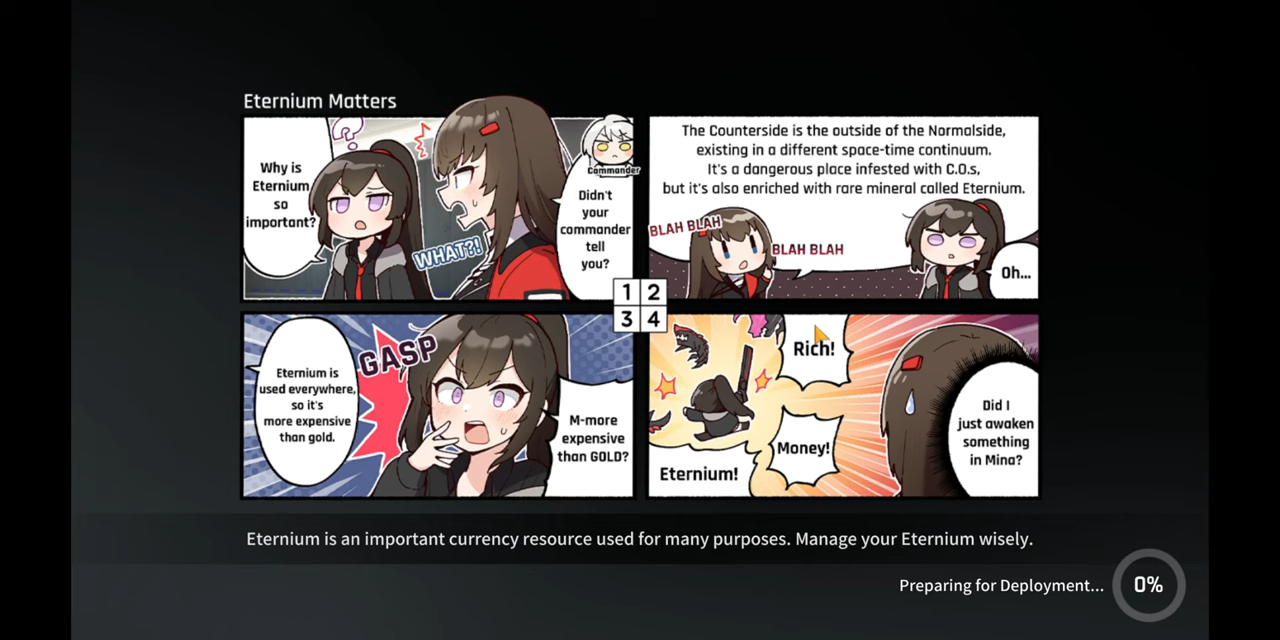 Eternium Matters
Why is
Eternium
so
important?
?
WHAT?!
Commander
Didn't
your
commander
tell
you?
The Counterside is the outside of the Normalside,
existing in a different space-time continuum.
It's a dangerous place infested with C.O.s,
but it's also enriched with rare mineral called Eternium.
BLAH BLAH
BLAH BLAH
Oh...
1 2
3 4
Eternium is
used everywhere,
so it's
more expensive
than gold.
GASP
M-more
expensive
than GOLD?
Rich!
Money!
Eternium!
Did I
just awaken
something
in Mina?
Eternium is an important currency resource used for many purposes. Manage your Eternium wisely.
Preparing for Deployment...
0%